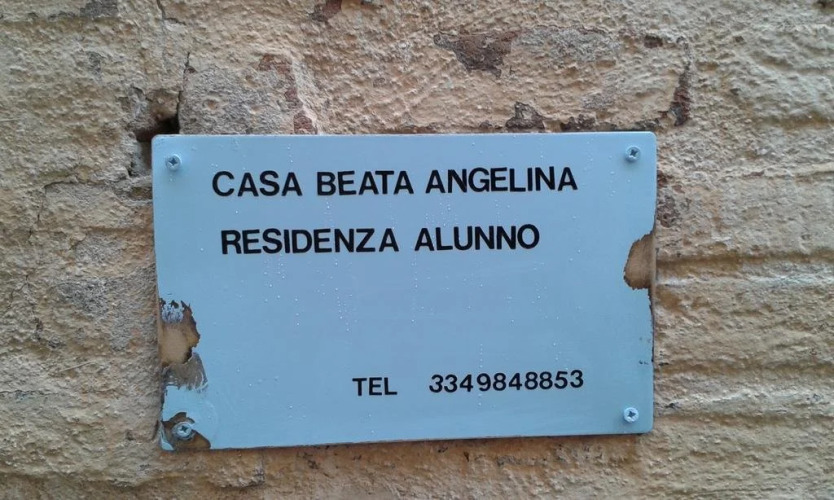 CASA BEATA ANGELINA
RESIDENZA ALUNNO
TEL 3349848853